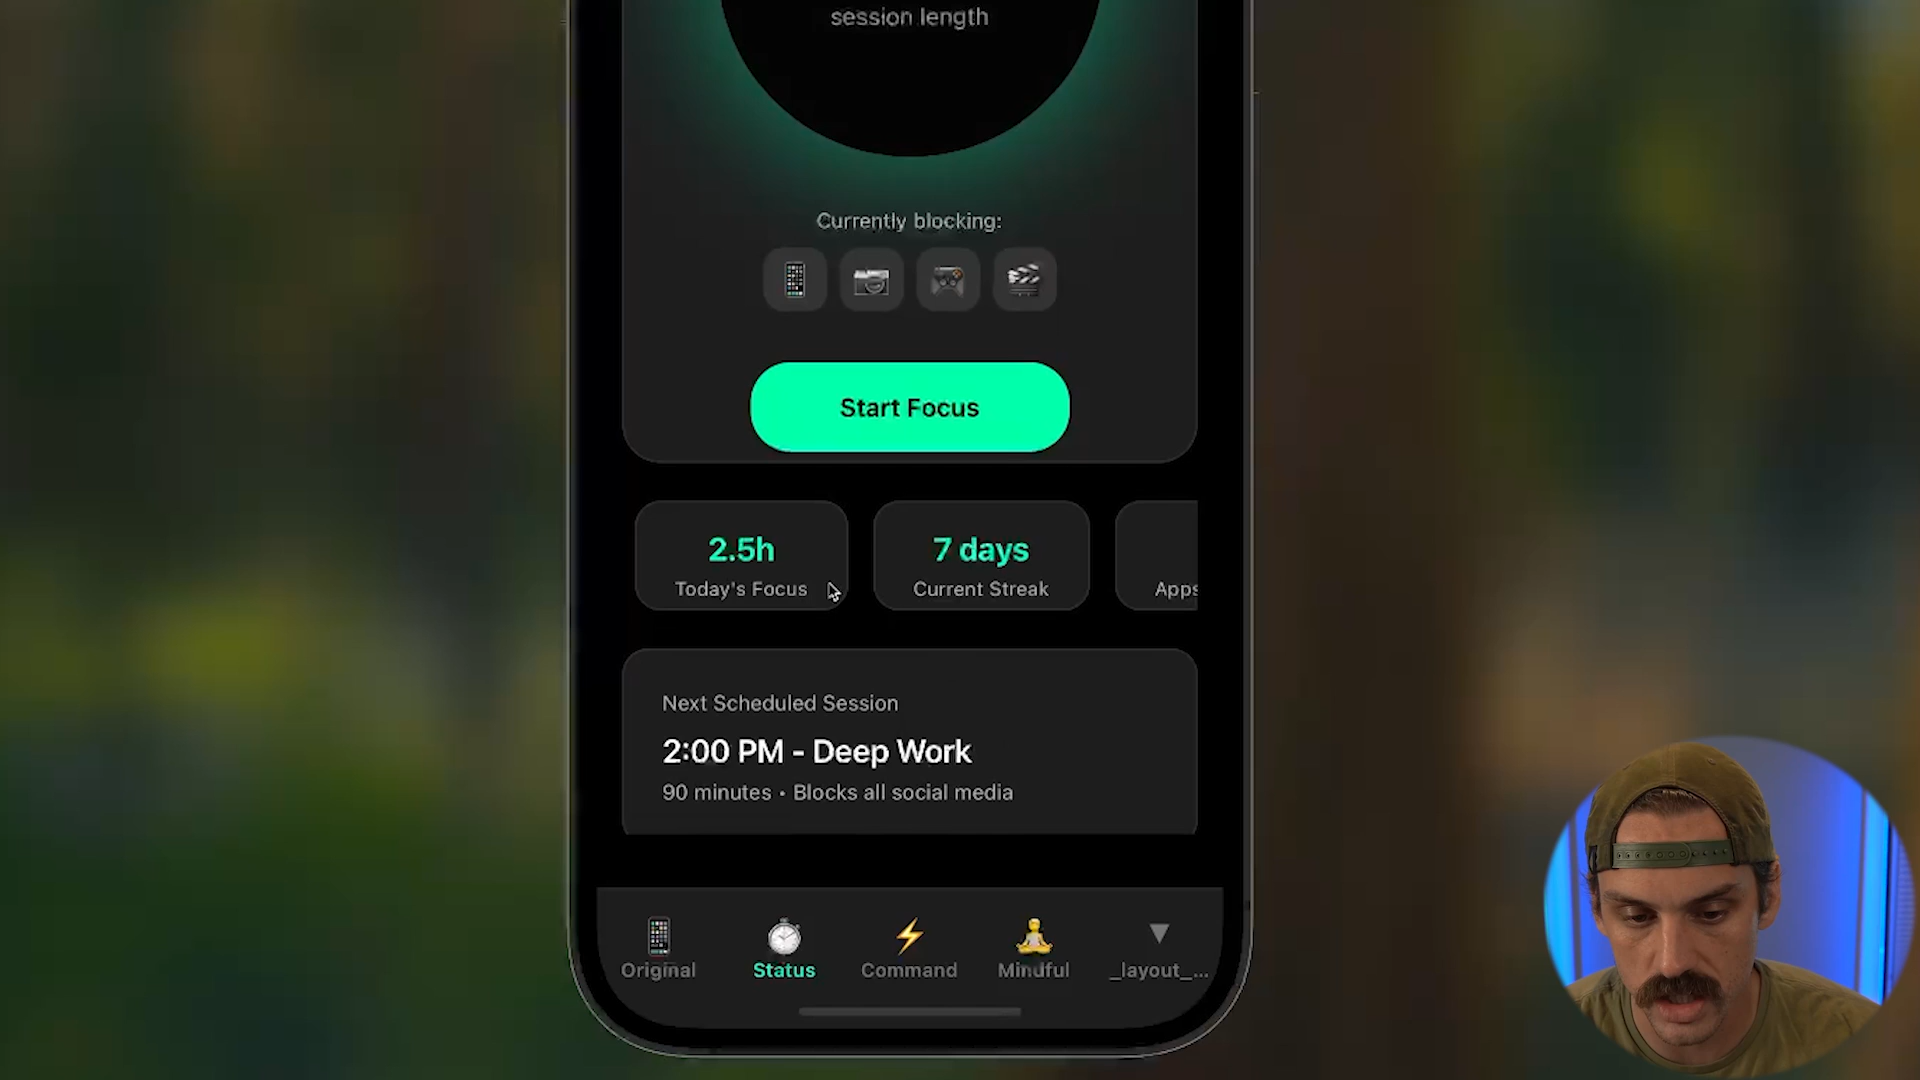 session length
Currently blocking:
Start Focus
2.5h
Today's Focus
7 days
Current Streak
Apps
Next Scheduled Session
2:00 PM - Deep Work
90 minutes • Blocks all social media
Original
Status
Command
Mindful
_layout_...